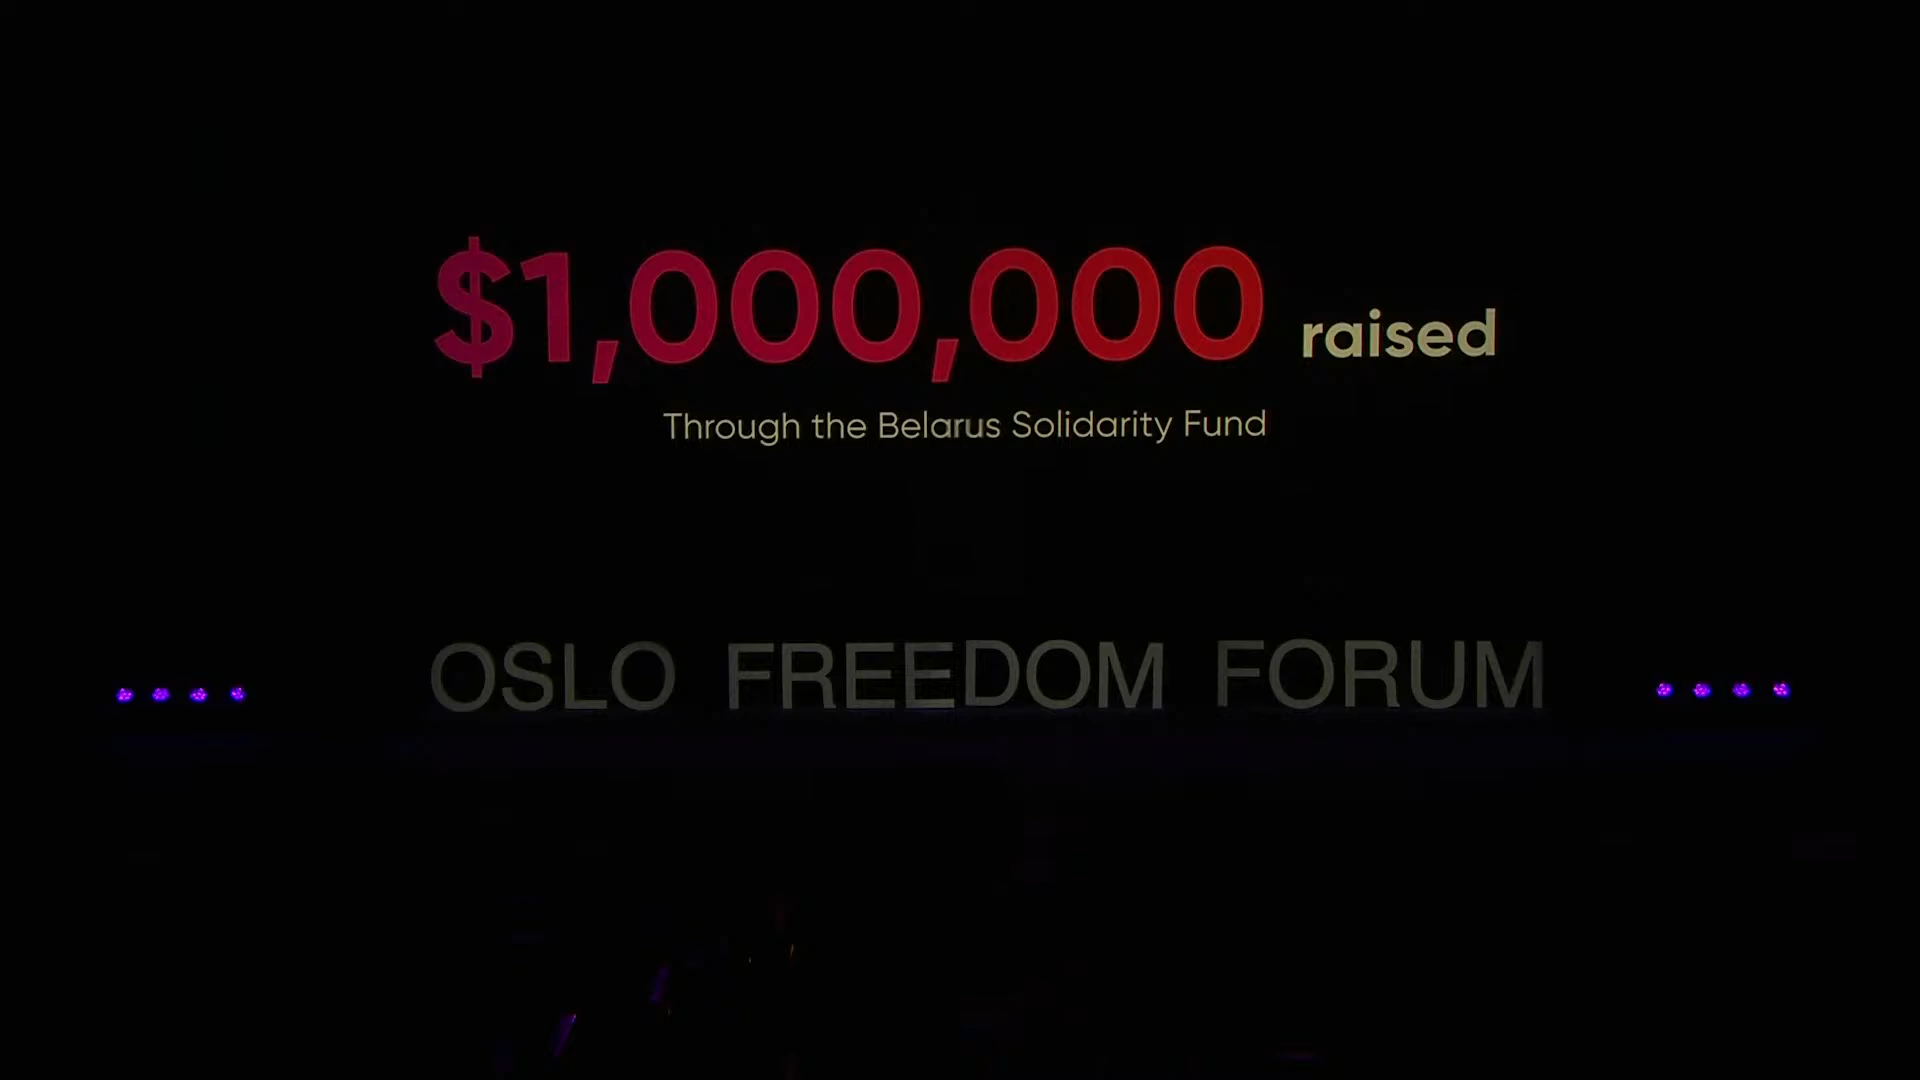 $1,000,000 raised
Through the Belarus Solidarity Fund
OSLO FREEDOM FORUM